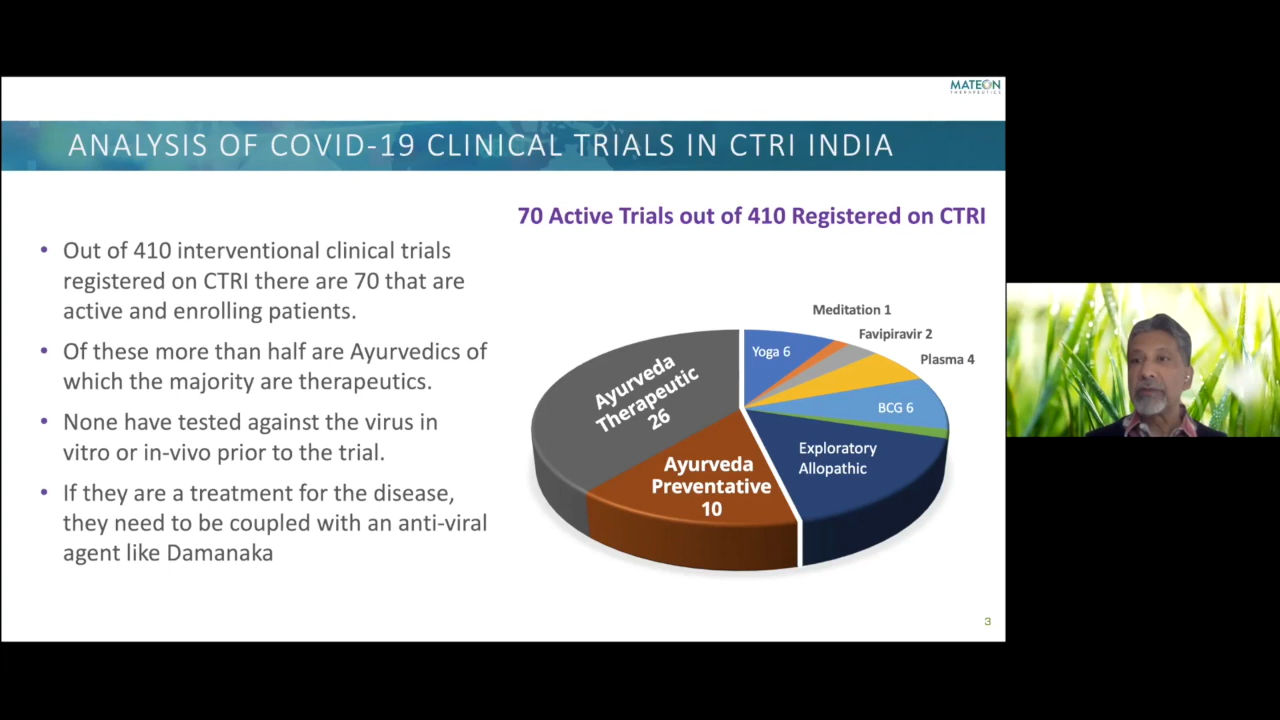 MATEON
THERAPEUTICS
ANALYSIS OF COVID-19 CLINICAL TRIALS IN CTRI INDIA
70 Active Trials out of 410 Registered on CTRI
• Out of 410 interventional clinical trials
registered on CTRI there are 70 that are
active and enrolling patients.
• Of these more than half are Ayurvedics of
which the majority are therapeutics.
• None have tested against the virus in
vitro or in-vivo prior to the trial.
• If they are a treatment for the disease,
they need to be coupled with an anti-viral
agent like Damanaka
Meditation 1
Favipiravir 2
Plasma 4
Yoga 6
BCG 6
Exploratory
Allopathic
Ayurveda
Therapeutic
26
Ayurveda
Preventative
10
3